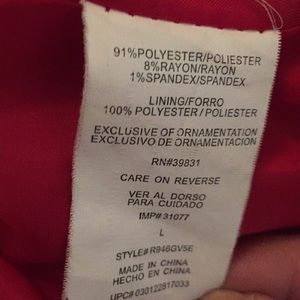 91%POLYESTER/POLIESTER
8%RAYON/RAYON
1%SPANDEX/SPANDEX
LINING/FORRO
100% POLYESTER / POLIESTER
EXCLUSIVE OF ORNAMENTATION
EXCLUSIVO DE ORNAMENTACION
RN#39831
CARE ON REVERSE
VER AL DORSO
PARA CUIDADO
IMP# 31077
L
STYLE# R946GV5E
MADE IN CHINA
HECHO EN CHINA
UPC# 030122817033